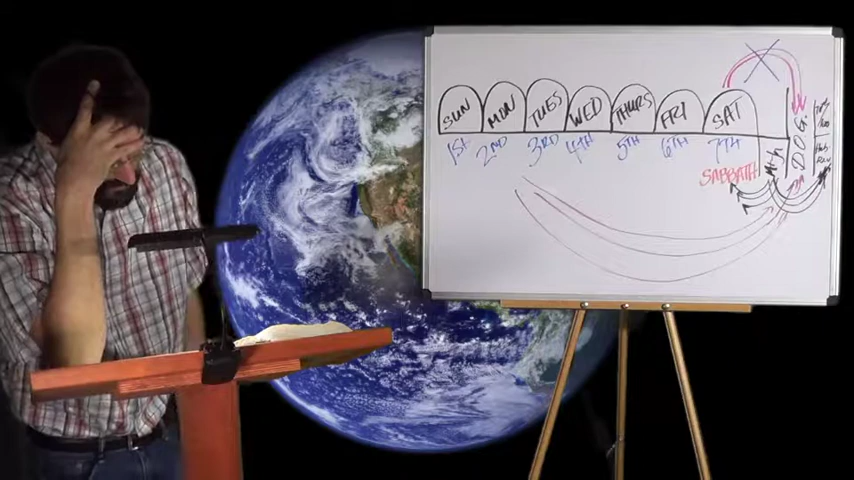 SUN MON TUES WED THURS FRI SAT
1ST 2ND 3RD 4TH 5TH 6TH 7TH
SABBATH